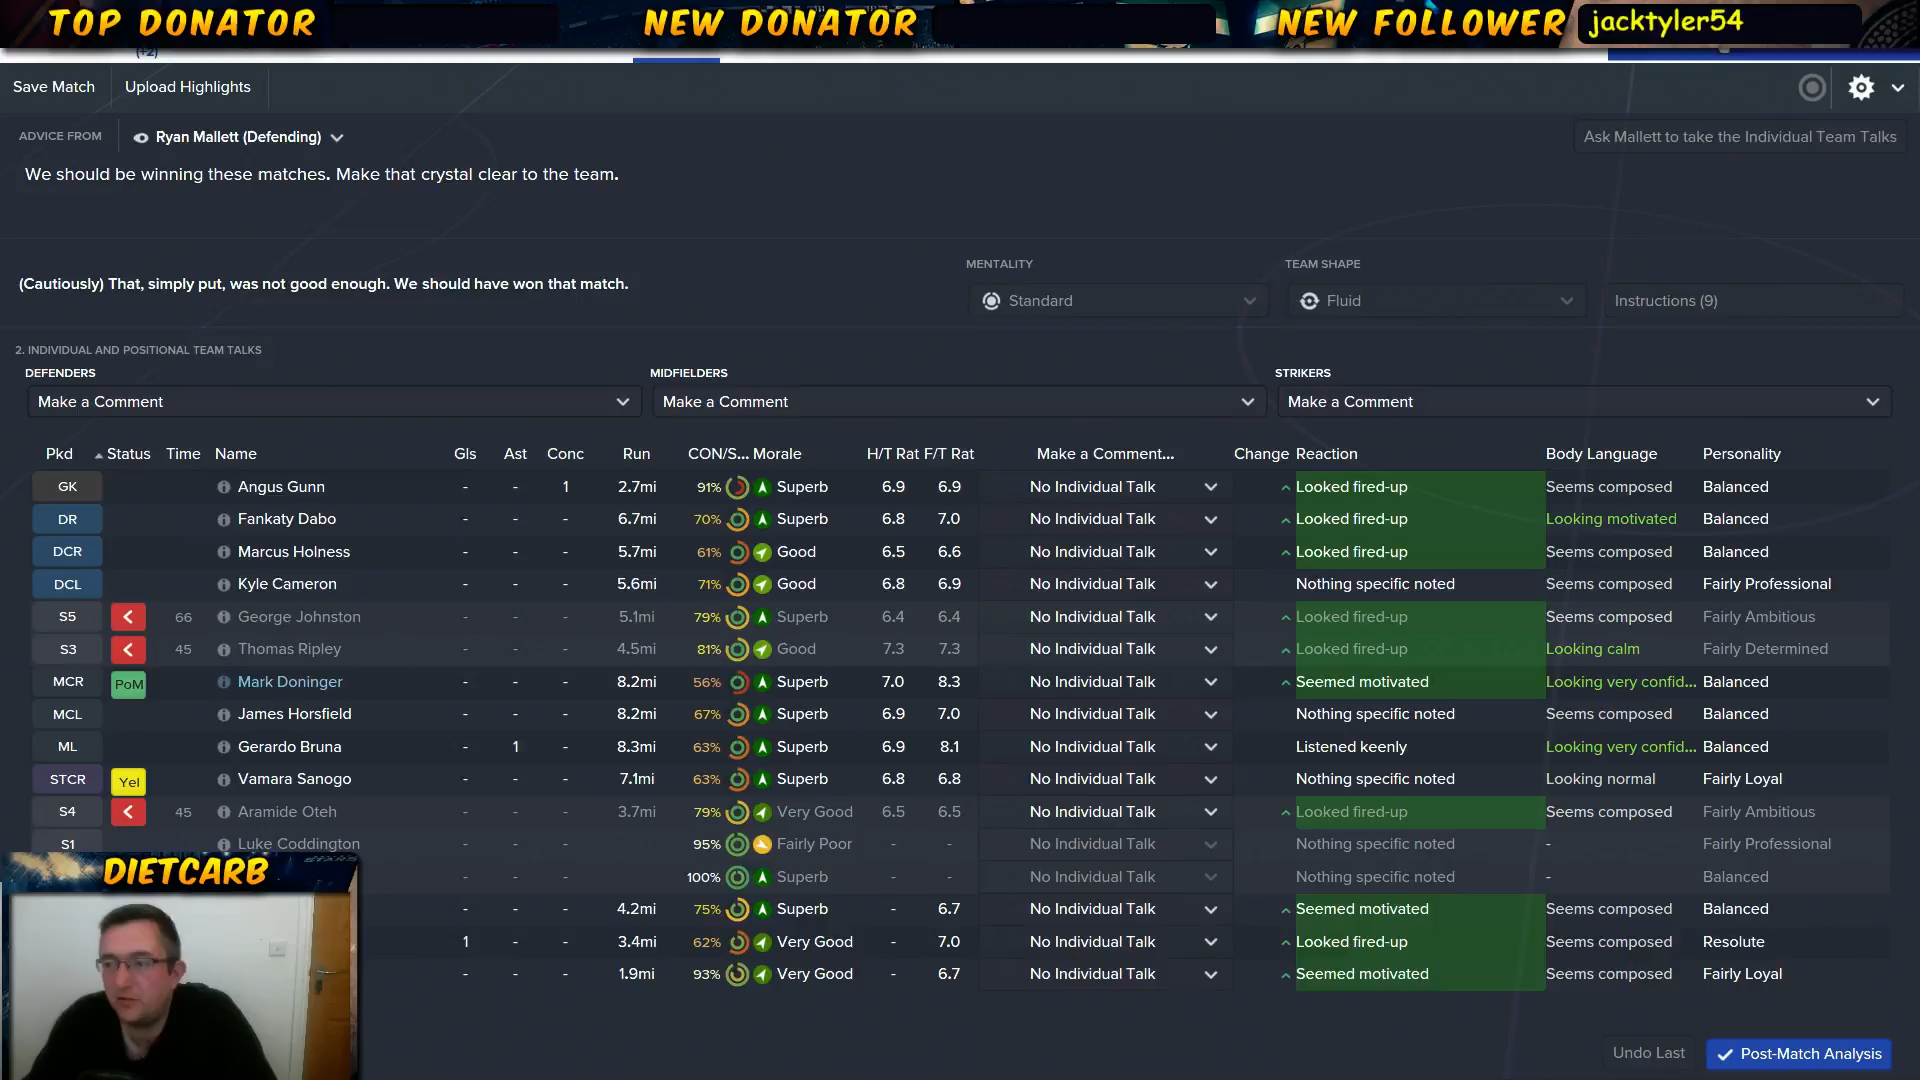 TOP DONATOR
NEW DONATOR
NEW FOLLOWER
jacktyler54
(+2)
Save Match
Upload Highlights
ADVICE FROM
Ryan Mallett (Defending)
Ask Mallett to take the Individual Team Talks
We should be winning these matches. Make that crystal clear to the team.
MENTALITY
TEAM SHAPE
(Cautiously) That, simply put, was not good enough. We should have won that match.
Standard
Fluid
Instructions (9)
2. INDIVIDUAL AND POSITIONAL TEAM TALKS
DEFENDERS
MIDFIELDERS
STRIKERS
Make a Comment
Make a Comment
Make a Comment
Pkd Status Time Name Gls Ast Conc Run CON/S... Morale H/T Rat F/T Rat Make a Comment... Change Reaction Body Language Personality
GK Angus Gunn - - 1 2.7mi 91% Superb 6.9 6.9 No Individual Talk Looked fired-up Seems composed Balanced
DR Fankaty Dabo - - - 6.7mi 70% Superb 6.8 7.0 No Individual Talk Looked fired-up Looking motivated Balanced
DCR Marcus Holness - - - 5.7mi 61% Good 6.5 6.6 No Individual Talk Looked fired-up Seems composed Balanced
DCL Kyle Cameron - - - 5.6mi 71% Good 6.8 6.9 No Individual Talk Nothing specific noted Seems composed Fairly Professional
S5 66 George Johnston - - - 5.1mi 79% Superb 6.4 6.4 No Individual Talk Looked fired-up Seems composed Fairly Ambitious
S3 45 Thomas Ripley - - - 4.5mi 81% Good 7.3 7.3 No Individual Talk Looked fired-up Looking calm Fairly Determined
MCR PoM Mark Doninger - - - 8.2mi 56% Superb 7.0 8.3 No Individual Talk Seemed motivated Looking very confid... Balanced
MCL James Horsfield - - - 8.2mi 67% Superb 6.9 7.0 No Individual Talk Nothing specific noted Seems composed Balanced
ML Gerardo Bruna - 1 - 8.3mi 63% Superb 6.9 8.1 No Individual Talk Listened keenly Looking very confid... Balanced
STCR Yel Vamara Sanogo - - - 7.1mi 63% Superb 6.8 6.8 No Individual Talk Nothing specific noted Looking normal Fairly Loyal
S4 45 Aramide Oteh - - - 3.7mi 79% Very Good 6.5 6.5 No Individual Talk Looked fired-up Seems composed Fairly Ambitious
S1 Luke Coddington - - - 95% Fairly Poor - - No Individual Talk Nothing specific noted - Fairly Professional
- - - 100% Superb - - No Individual Talk Nothing specific noted - Balanced
- - - 4.2mi 75% Superb - 6.7 No Individual Talk Seemed motivated Seems composed Balanced
1 - - 3.4mi 62% Very Good - 7.0 No Individual Talk Looked fired-up Seems composed Resolute
- - - 1.9mi 93% Very Good - 6.7 No Individual Talk Seemed motivated Seems composed Fairly Loyal
DIETCARB
Undo Last
Post-Match Analysis